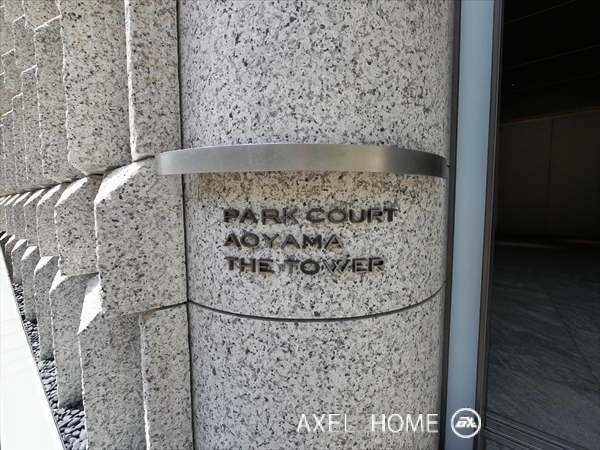 PARK COURT
AOYAMA
THE TOWER
AXEL HOME